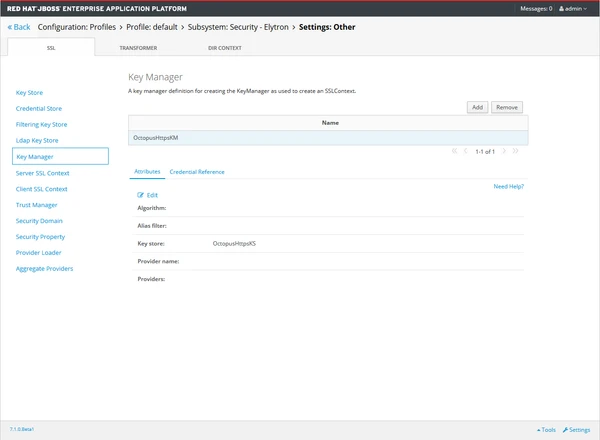 RED HAT JBOSS ENTERPRISE APPLICATION PLATFORM Messages: 0 admin
« Back Configuration: Profiles > Profile: default > Subsystem: Security - Elytron > Settings: Other
SSL TRANSFORMER DIR CONTEXT
Key Manager
A key manager definition for creating the KeyManager as used to create an SSLContext.
Key Store
Credential Store
Filtering Key Store
Ldap Key Store
Key Manager
Server SSL Context
Client SSL Context
Trust Manager
Security Domain
Security Property
Provider Loader
Aggregate Providers
Add Remove
Name
OctopusHttpsKM
1-1 of 1
Attributes Credential Reference
Need Help?
Edit
Algorithm:
Alias filter:
Key store: OctopusHttpsKS
Provider name:
Providers:
7.1.0.Beta1 Tools Settings